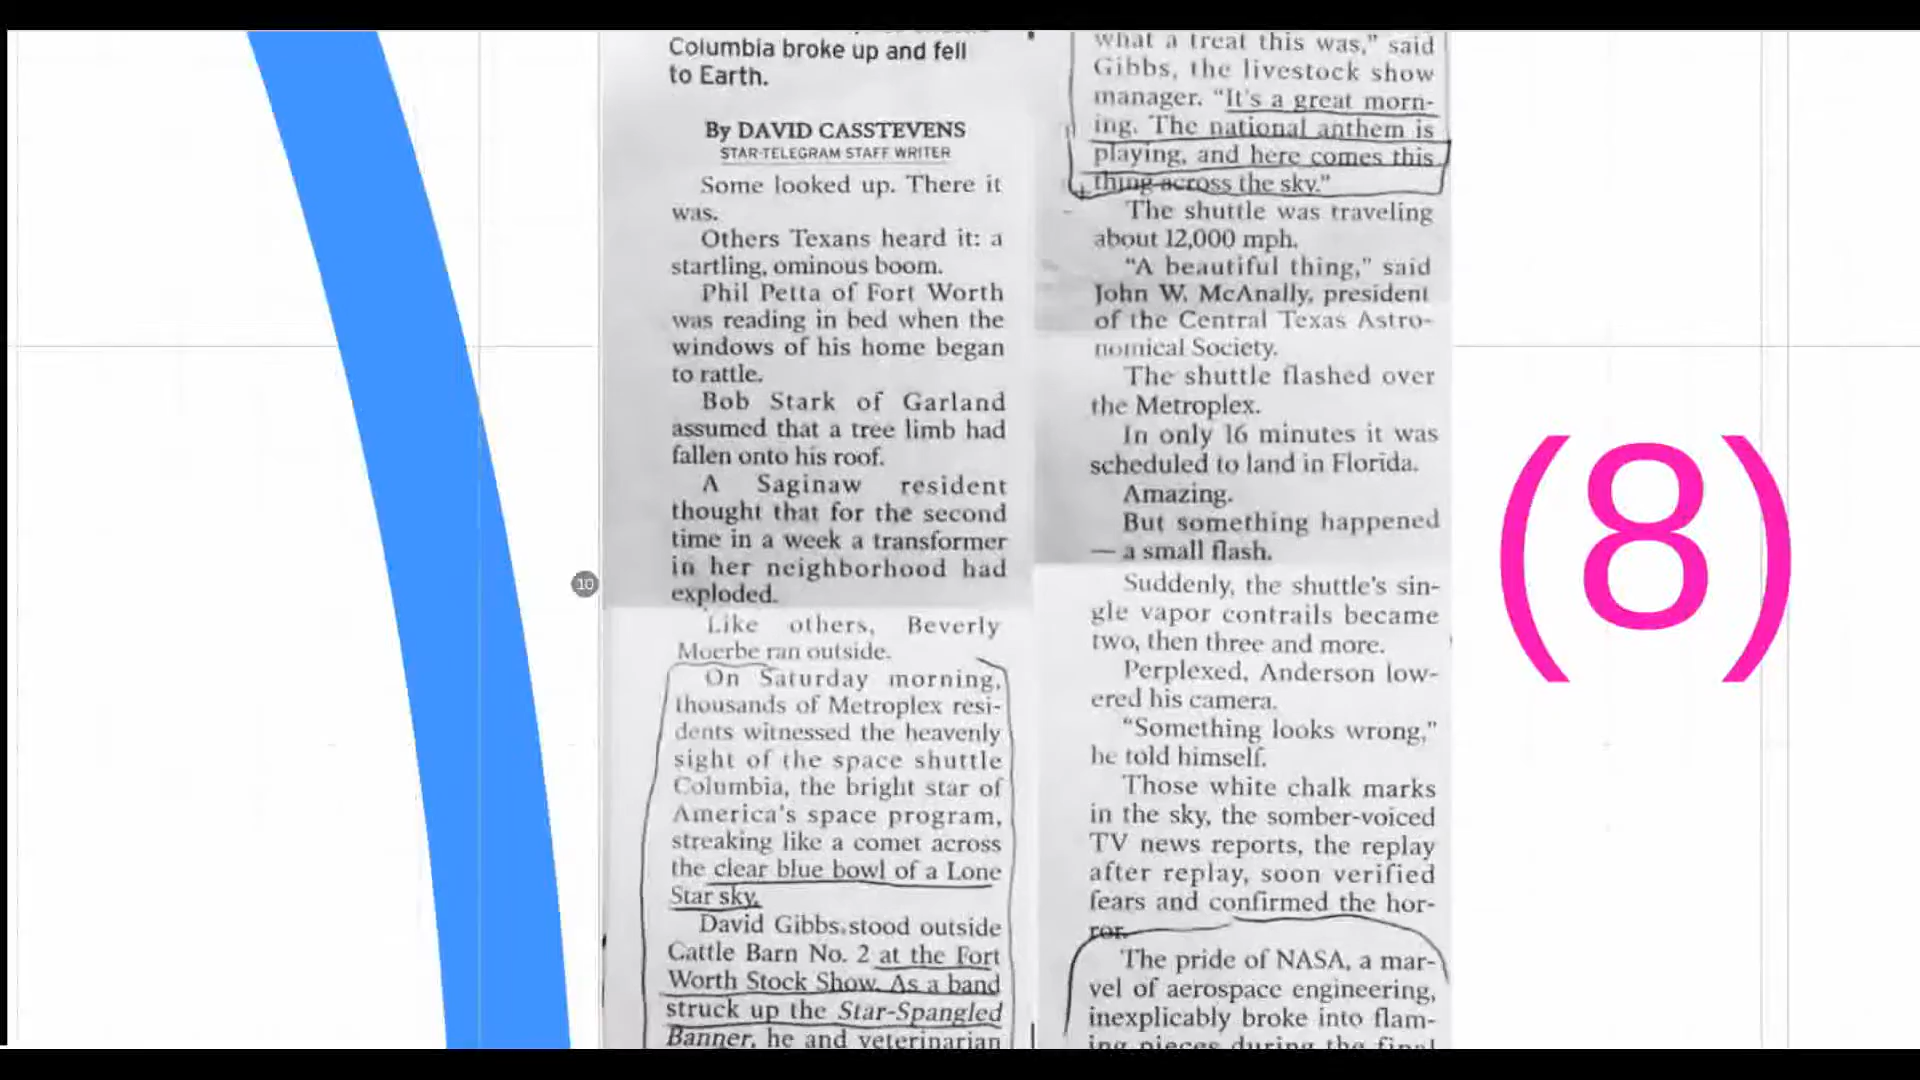 Columbia broke up and fell
to Earth.
By DAVID CASSTEVENS
STAR-TELEGRAM STAFF WRITER
Some looked up. There it
was.
Others Texans heard it: a
startling, ominous boom.
Phil Petta of Fort Worth
was reading in bed when the
windows of his home began
to rattle.
Bob Stark of Garland
assumed that a tree limb had
fallen onto his roof.
A Saginaw resident
thought that for the second
time in a week a transformer
in her neighborhood had
exploded.
Like others, Beverly
Moerbe ran outside.
On Saturday morning,
thousands of Metroplex resi-
dents witnessed the heavenly
sight of the space shuttle
Columbia, the bright star of
America's space program,
streaking like a comet across
the clear blue bowl of a Lone
Star sky.
David Gibbs stood outside
Cattle Barn No. 2 at the Fort
Worth Stock Show. As a band
struck up the Star-Spangled
Banner, he and veterinarian
what a treat this was," said
Gibbs, the livestock show
manager. "It's a great morn-
ing. The national anthem is
playing, and here comes this
thing across the sky."
The shuttle was traveling
about 12,000 mph.
"A beautiful thing," said
John W. McAnally, president
of the Central Texas Astro-
nomical Society.
The shuttle flashed over
the Metroplex.
In only 16 minutes it was
scheduled to land in Florida.
Amazing.
But something happened
— a small flash.
Suddenly, the shuttle's sin-
gle vapor contrails became
two, then three and more.
Perplexed, Anderson low-
ered his camera.
"Something looks wrong,"
he told himself.
Those white chalk marks
in the sky, the somber-voiced
TV news reports, the replay
after replay, soon verified
fears and confirmed the hor-
ror.
The pride of NASA, a mar-
vel of aerospace engineering,
inexplicably broke into flam-
ing pieces during the final
10
(8)